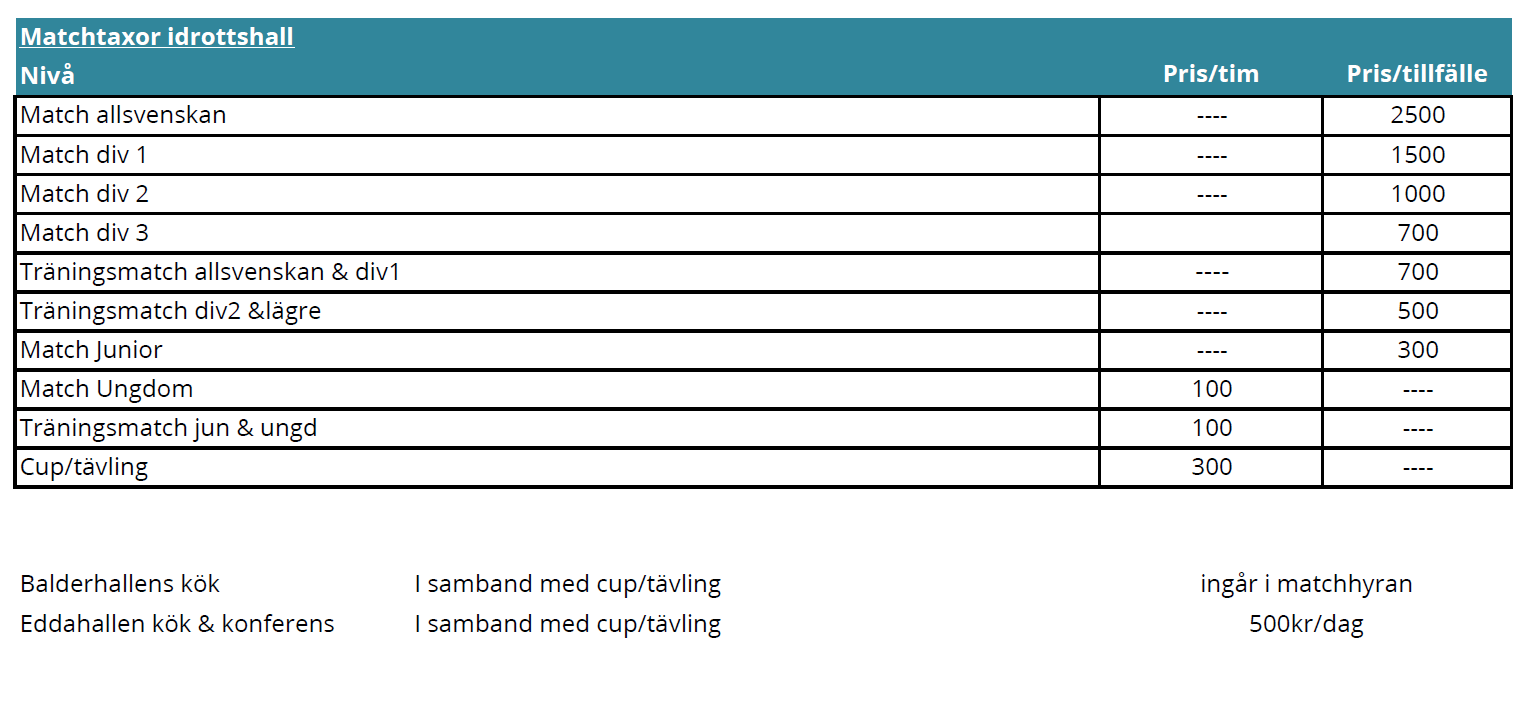 Matchtaxor idrottshall
Nivå Pris/tim Pris/tillfälle
Match allsvenskan ---- 2500
Match div 1 ---- 1500
Match div 2 ---- 1000
Match div 3 700
Träningsmatch allsvenskan & div1 ---- 700
Träningsmatch div2 &lägre ---- 500
Match Junior ---- 300
Match Ungdom 100 ----
Träningsmatch jun & ungd 100 ----
Cup/tävling 300 ----
Balderhallens kök I samband med cup/tävling ingår i matchhyran
Eddahallen kök & konferens I samband med cup/tävling 500kr/dag